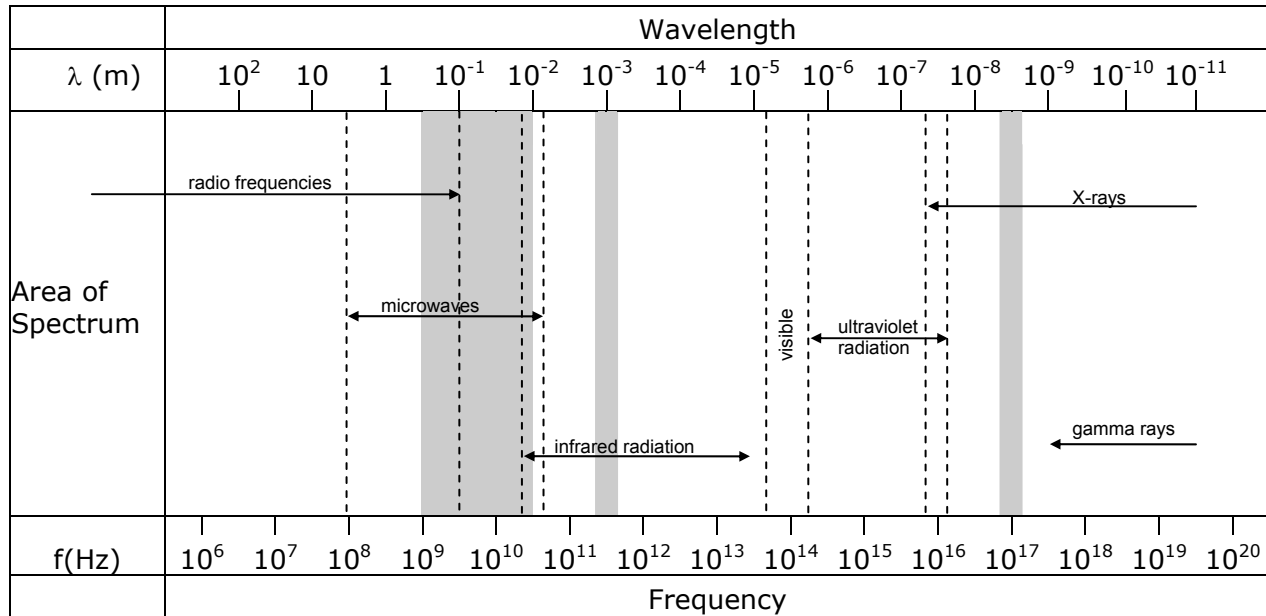 Wavelength
λ (m) 10² 10 1 10⁻¹ 10⁻² 10⁻³ 10⁻⁴ 10⁻⁵ 10⁻⁶ 10⁻⁷ 10⁻⁸ 10⁻⁹ 10⁻¹⁰ 10⁻¹¹
radio frequencies
X-rays
Area of
Spectrum
microwaves
visible
ultraviolet
radiation
infrared radiation
gamma rays
f(Hz) 10⁶ 10⁷ 10⁸ 10⁹ 10¹⁰ 10¹¹ 10¹² 10¹³ 10¹⁴ 10¹⁵ 10¹⁶ 10¹⁷ 10¹⁸ 10¹⁹ 10²⁰
Frequency